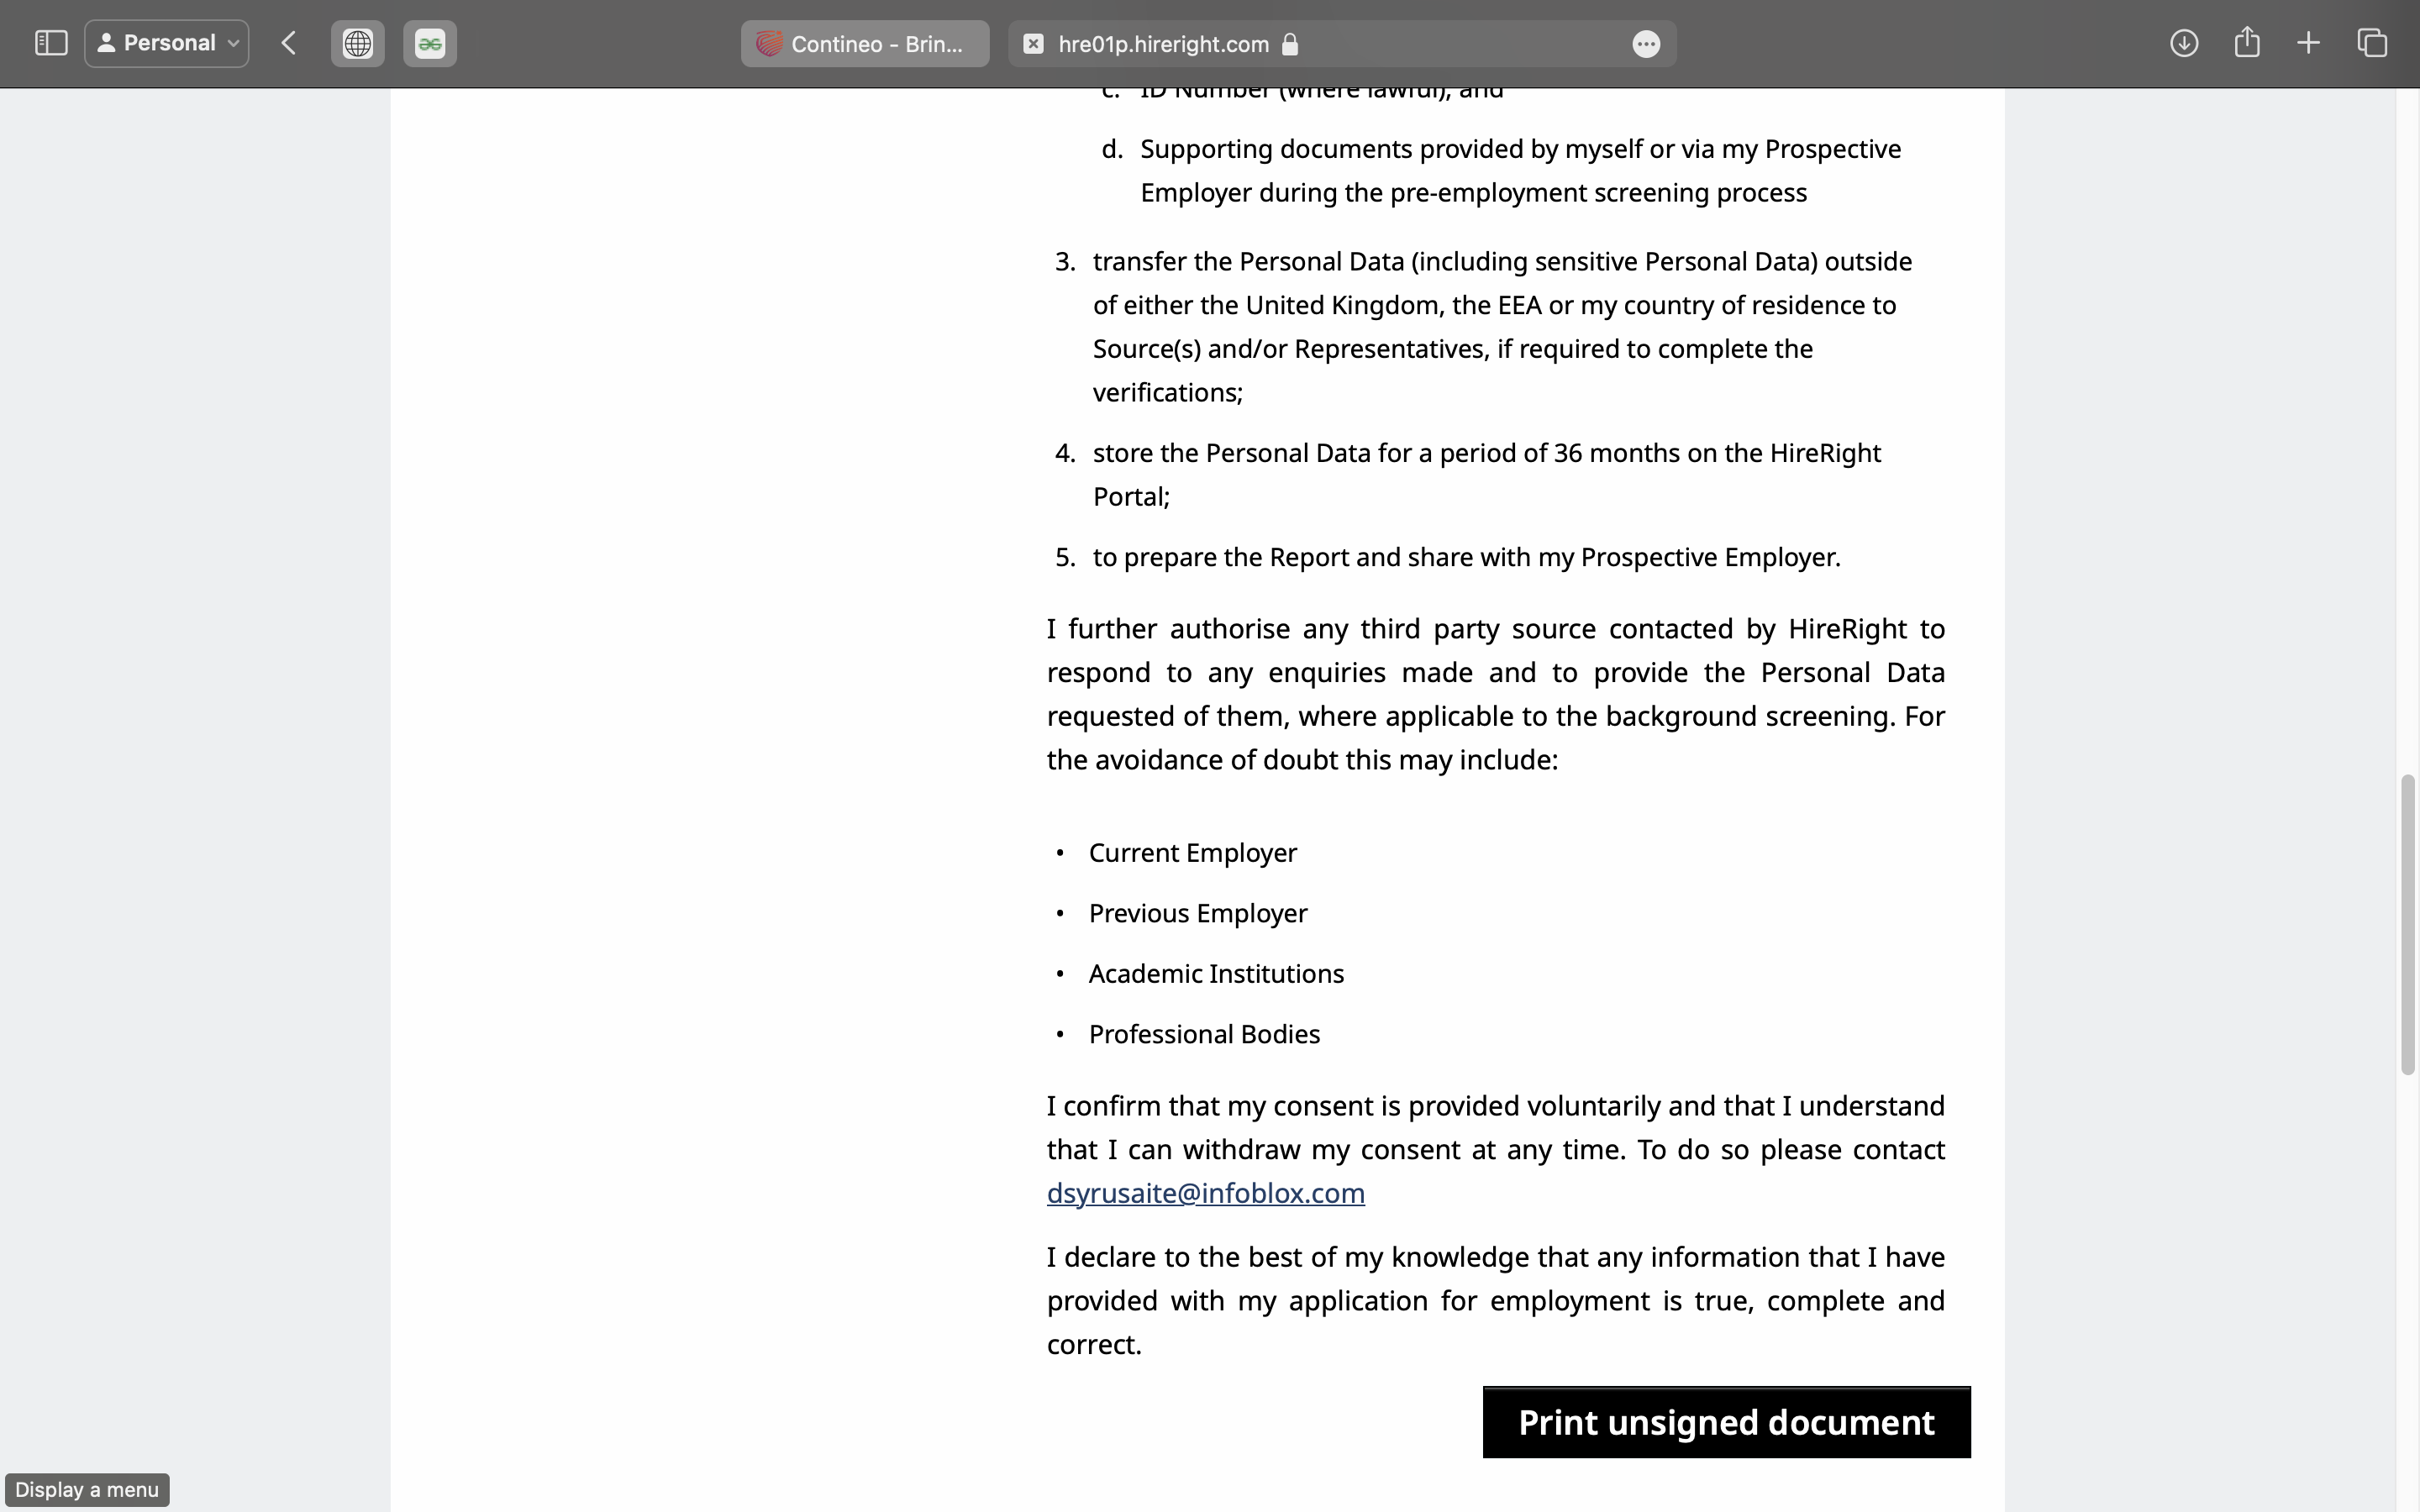 Personal
Contineo - Brin...
hre01p.hireright.com
c. ID Number (where lawful), and
d. Supporting documents provided by myself or via my Prospective
Employer during the pre-employment screening process
3. transfer the Personal Data (including sensitive Personal Data) outside
of either the United Kingdom, the EEA or my country of residence to
Source(s) and/or Representatives, if required to complete the
verifications;
4. store the Personal Data for a period of 36 months on the HireRight
Portal;
5. to prepare the Report and share with my Prospective Employer.
I further authorise any third party source contacted by HireRight to
respond to any enquiries made and to provide the Personal Data
requested of them, where applicable to the background screening. For
the avoidance of doubt this may include:
• Current Employer
• Previous Employer
• Academic Institutions
• Professional Bodies
I confirm that my consent is provided voluntarily and that I understand
that I can withdraw my consent at any time. To do so please contact
dsyrusaite@infoblox.com
I declare to the best of my knowledge that any information that I have
provided with my application for employment is true, complete and
correct.
Print unsigned document
Display a menu